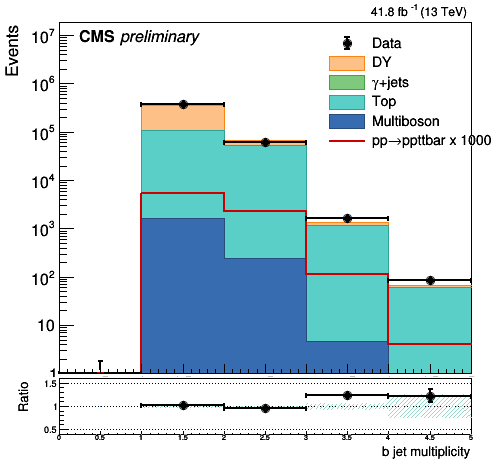 41.8 fb⁻¹ (13 TeV)
CMS preliminary
Events
10⁷
10⁶
10⁵
10⁴
10³
10²
10
1
Data
DY
γ+jets
Top
Multiboson
pp→ppttbar x 1000
Ratio
1.5
1
0.5
0 0.5 1 1.5 2 2.5 3 3.5 4 4.5 5
b jet multiplicity